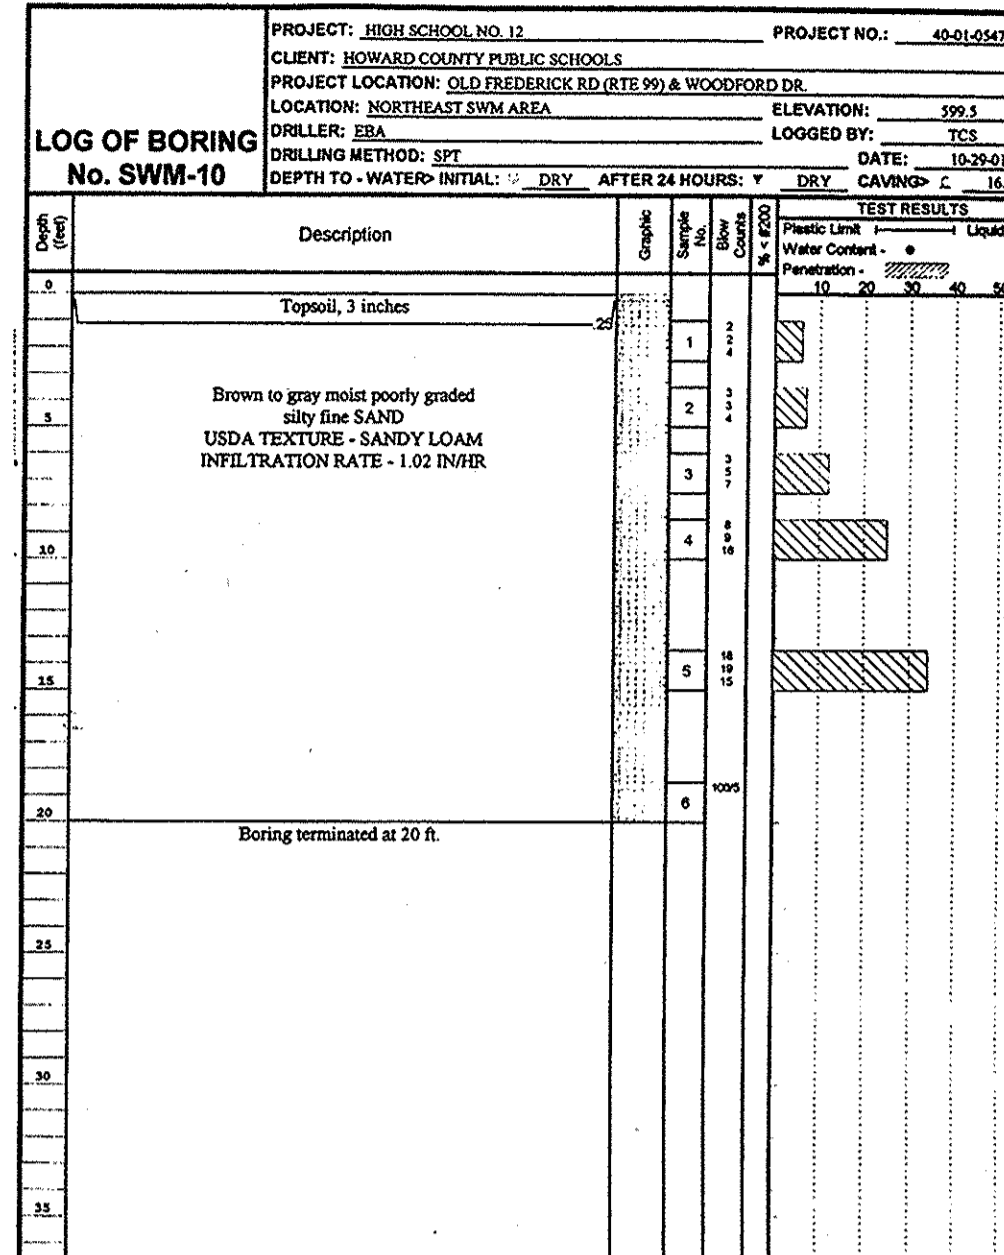 PROJECT: HIGH SCHOOL NO. 12 PROJECT NO.: 40-01-0547
CLIENT: HOWARD COUNTY PUBLIC SCHOOLS
PROJECT LOCATION: OLD FREDERICK RD (RTE 99) & WOODFORD DR.
LOCATION: NORTHEAST SWM AREA ELEVATION: 599.5
LOG OF BORING No. SWM-10
DRILLER: EBA LOGGED BY: TCS
DRILLING METHOD: SPT DATE: 10-29-01
DEPTH TO - WATER> INITIAL: DRY AFTER 24 HOURS: DRY CAVING> 16.
Depth (feet) Description Graphic Sample No. Blow Counts % < #200 TEST RESULTS
Plastic Limit Liquid
Water Content -
Penetration -
10 20 30 40 50
0
Topsoil, 3 inches
.25
1 2 2 4
Brown to gray moist poorly graded
silty fine SAND
USDA TEXTURE - SANDY LOAM
INFILTRATION RATE - 1.02 IN/HR
2 3 3 4
5
3 3 5 7
4 9 16
10
5 18 19 15
15
6 100/5
20
Boring terminated at 20 ft.
25
30
35